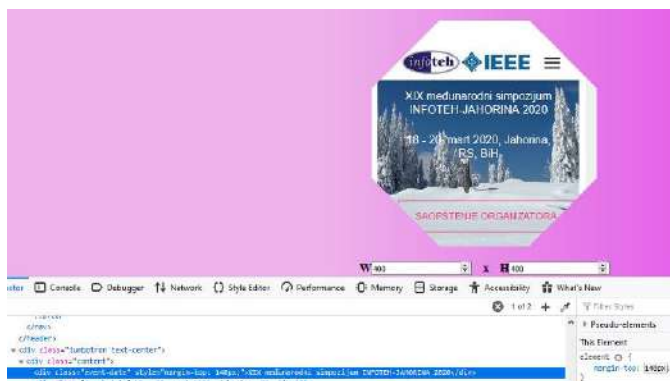 infoteh IEEE
XIX međunarodni simpozijum
INFOTEH-JAHORINA 2020
18 - 20. mart 2020, Jahorina,
RS, BiH
SAOPŠTENJE ORGANIZATORA
W 400 x H 400
Console Debugger Network Style Editor Performance Memory Storage Accessibility What's New
1 of 2 + Filter Styles
</nav>
</header>
Pseudo-elements
<div class="jumbotron text-center">
This Element
<div class="content">
element {
<div class="event-date" style="margin-top: 140px;">XIX međunarodni simpozijum INFOTEH-JAHORINA 2020</div>
margin-top: 140px;
}